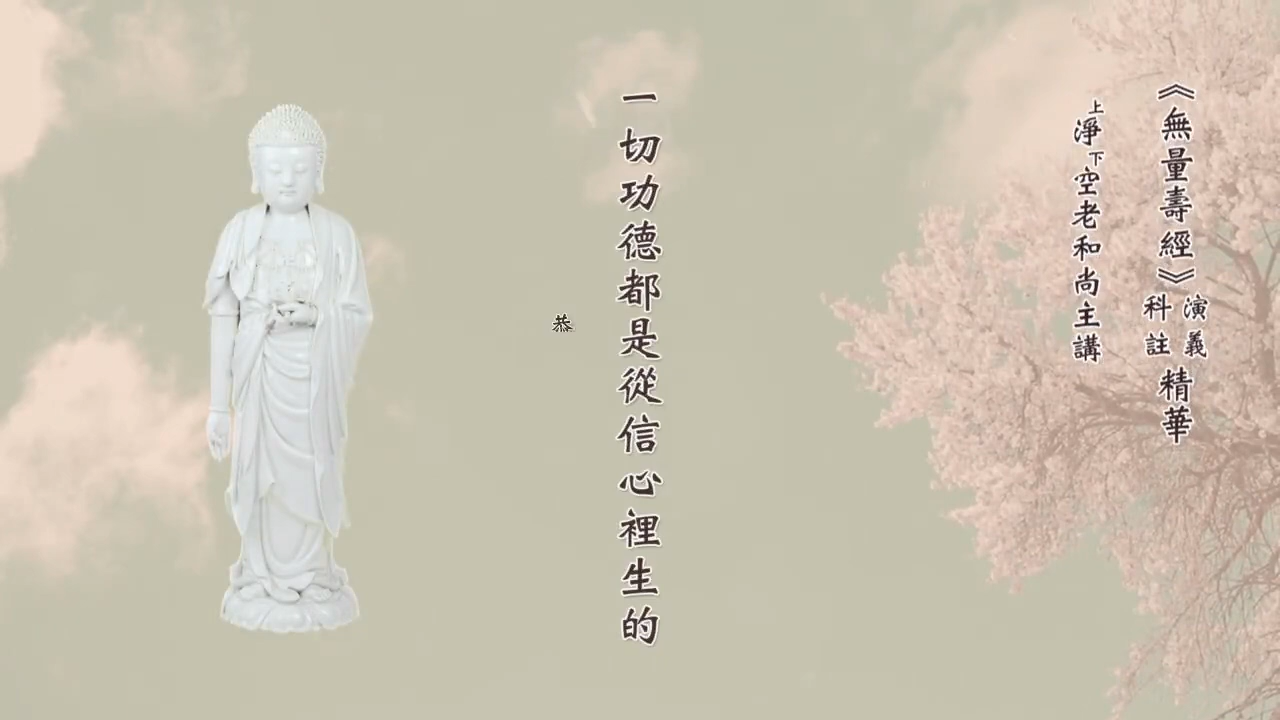 《無量壽經》演義科註精華
上淨下空老和尚主講
一切功德都是從信心裡生的
恭